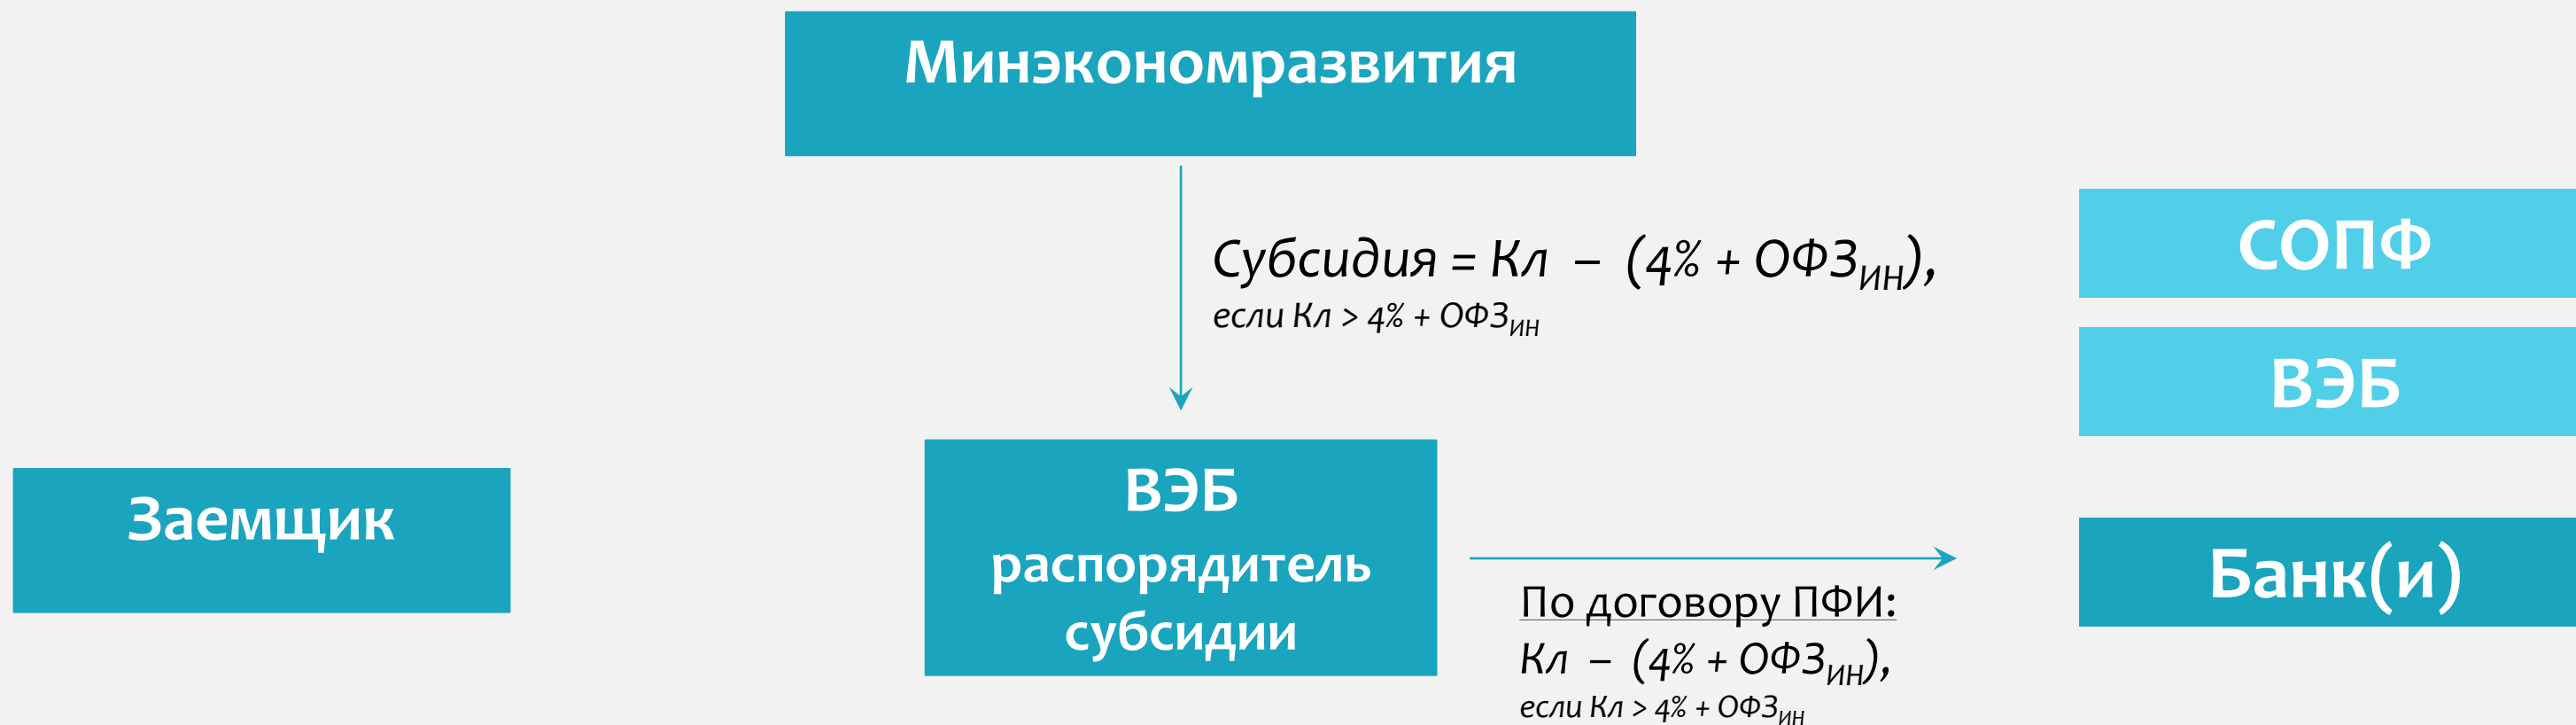 Минэкономразвития
Субсидия = Кл – (4% + ОФЗИН),
если Кл > 4% + ОФЗИН
СОПФ
ВЭБ
Заемщик
ВЭБ
распорядитель
субсидии
Банк(и)
По договору ПФИ:
Кл – (4% + ОФЗИН),
если Кл > 4% + ОФЗИН